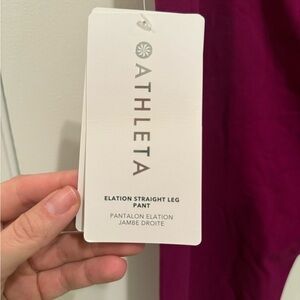 ATHLETA
ELATION STRAIGHT LEG
PANT
PANTALON ELATION
JAMBE DROITE